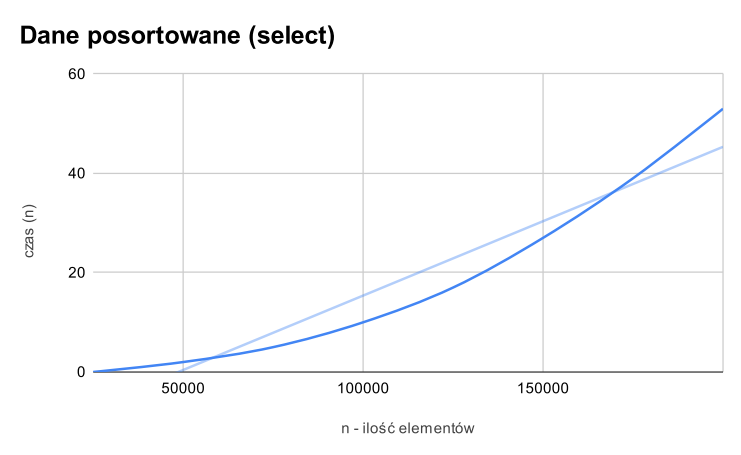 Dane posortowane (select)
60
40
20
0
czas (n)
50000
100000
150000
n - ilość elementów